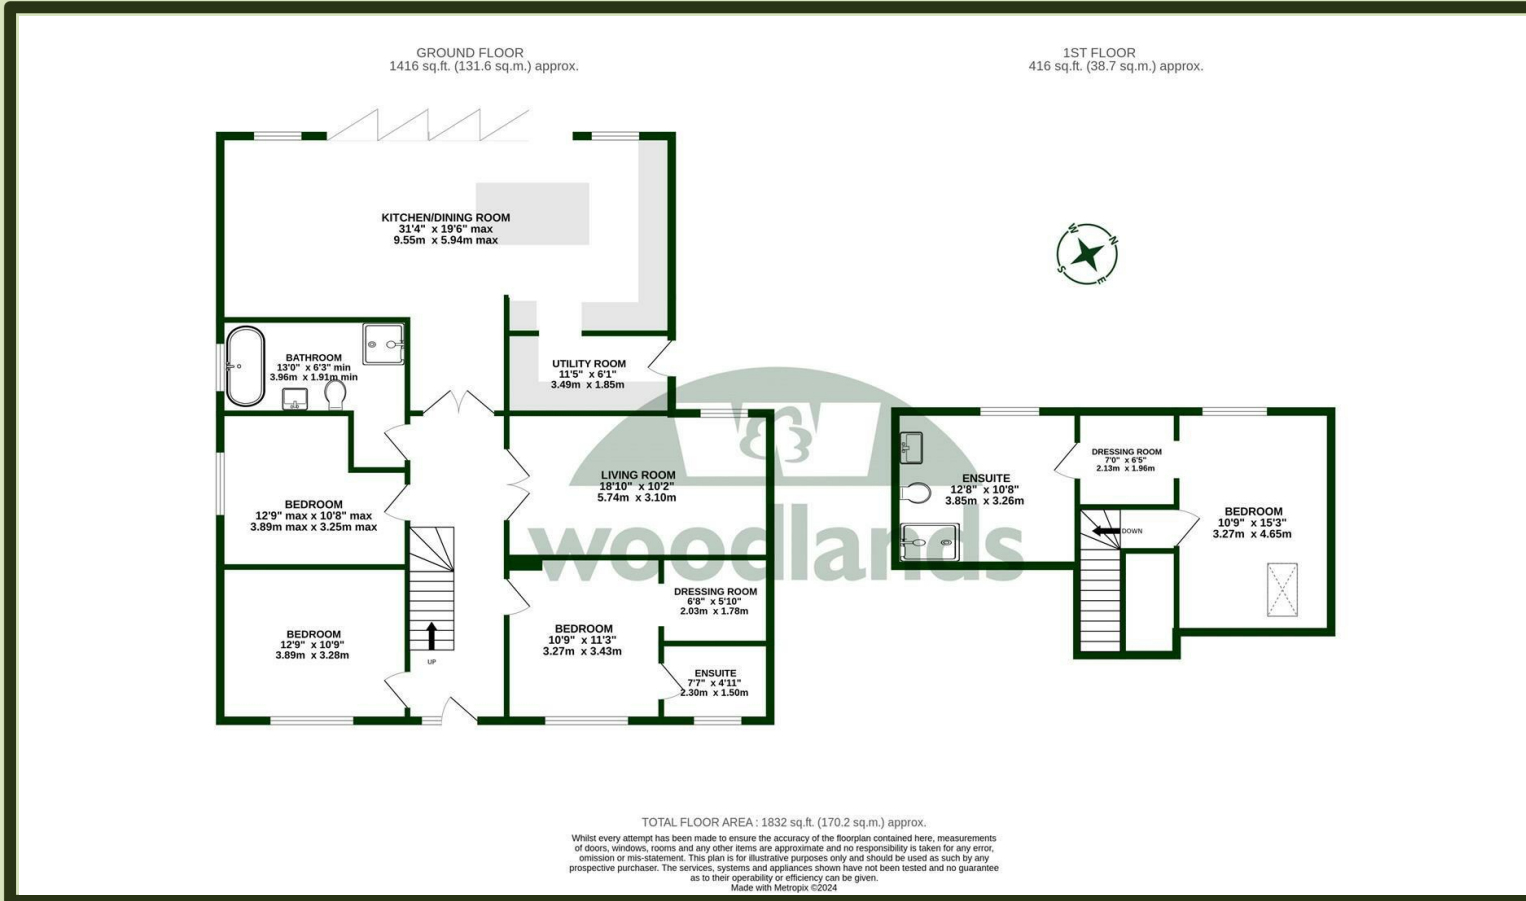 GROUND FLOOR
1416 sq.ft. (131.6 sq.m.) approx.
1ST FLOOR
416 sq.ft. (38.7 sq.m.) approx.
KITCHEN/DINING ROOM
31'4" x 19'6" max
9.55m x 5.94m max
W
N
S
E
BATHROOM
13'0" x 6'3" min
3.96m x 1.91m min
UTILITY ROOM
11'5" x 6'1"
3.49m x 1.85m
LIVING ROOM
18'10" x 10'2"
5.74m x 3.10m
BEDROOM
12'9" max x 10'8" max
3.89m max x 3.25m max
DRESSING ROOM
7'0" x 6'5"
2.13m x 1.96m
ENSUITE
12'8" x 10'8"
3.85m x 3.26m
BEDROOM
10'9" x 15'3"
3.27m x 4.65m
DOWN
woodlands
DRESSING ROOM
6'8" x 5'10"
2.03m x 1.78m
BEDROOM
12'9" x 10'9"
3.89m x 3.28m
BEDROOM
10'9" x 11'3"
3.27m x 3.43m
UP
ENSUITE
7'7" x 4'11"
2.30m x 1.50m
TOTAL FLOOR AREA : 1832 sq.ft. (170.2 sq.m.) approx.
Whilst every attempt has been made to ensure the accuracy of the floorplan contained here, measurements
of doors, windows, rooms and any other items are approximate and no responsibility is taken for any error,
omission or mis-statement. This plan is for illustrative purposes only and should be used as such by any
prospective purchaser. The services, systems and appliances shown have not been tested and no guarantee
as to their operability or efficiency can be given.
Made with Metropix ©2024